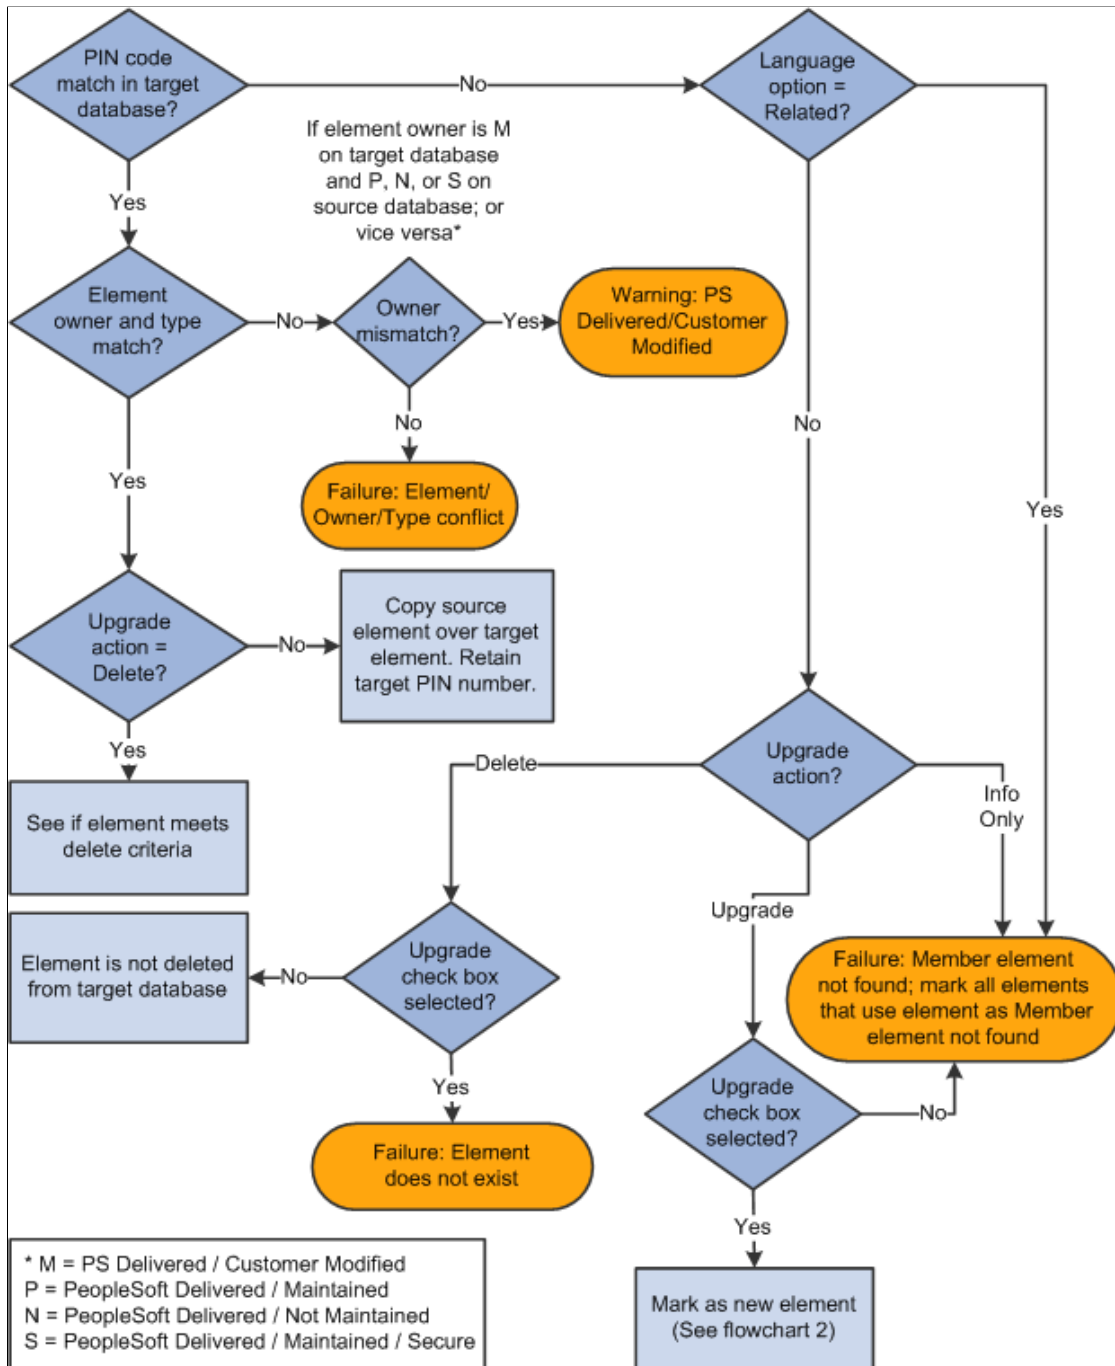 PIN code
match in target
database?
No
Language
option =
Related?
If element owner is M
on target database
and P, N, or S on
source database; or
vice versa*
Yes
Element
owner and type
match?
No
Owner
mismatch?
Yes
Warning: PS
Delivered/Customer
Modified
No
No
Failure: Element/
Owner/Type conflict
Yes
Yes
Upgrade
action =
Delete?
No
Copy source
element over target
element. Retain
target PIN number.
Yes
Delete
Upgrade
action?
Info
Only
See if element meets
delete criteria
Upgrade
Element is not deleted
from target database
No
Upgrade
check box
selected?
Failure: Member element
not found; mark all elements
that use element as Member
element not found
Yes
Upgrade
check box
selected?
No
Failure: Element
does not exist
Yes
* M = PS Delivered / Customer Modified
P = PeopleSoft Delivered / Maintained
N = PeopleSoft Delivered / Not Maintained
S = PeopleSoft Delivered / Maintained / Secure
Mark as new element
(See flowchart 2)